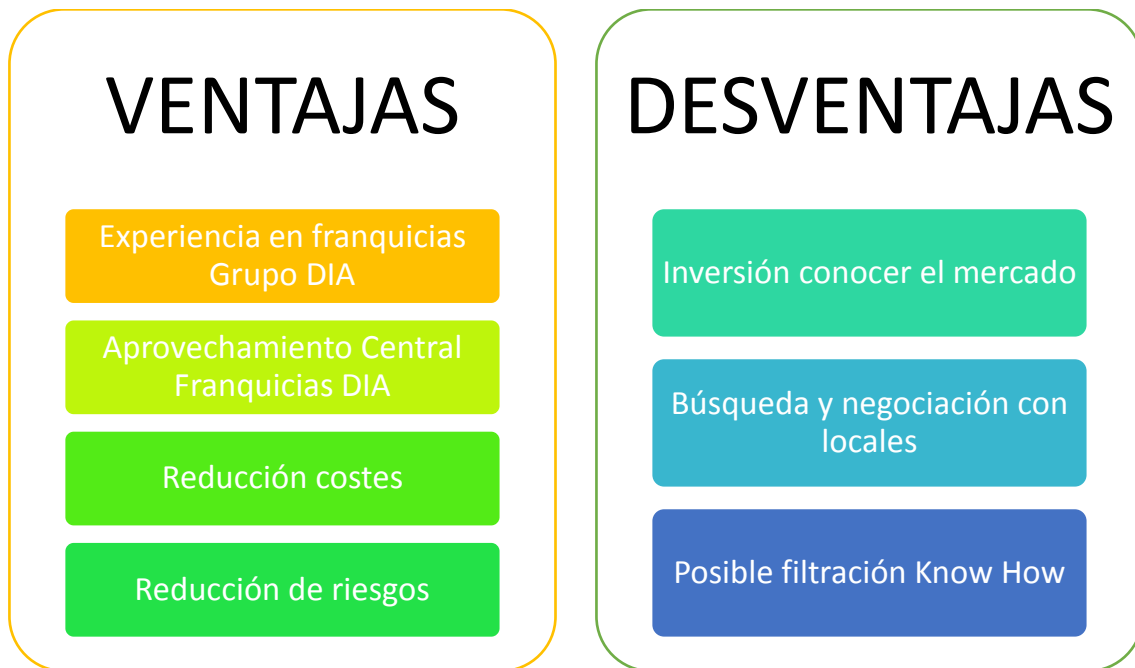 VENTAJAS
Experiencia en franquicias
Grupo DIA
Aprovechamiento Central
Franquicias DIA
Reducción costes
Reducción de riesgos
DESVENTAJAS
Inversión conocer el mercado
Búsqueda y negociación con
locales
Posible filtración Know How